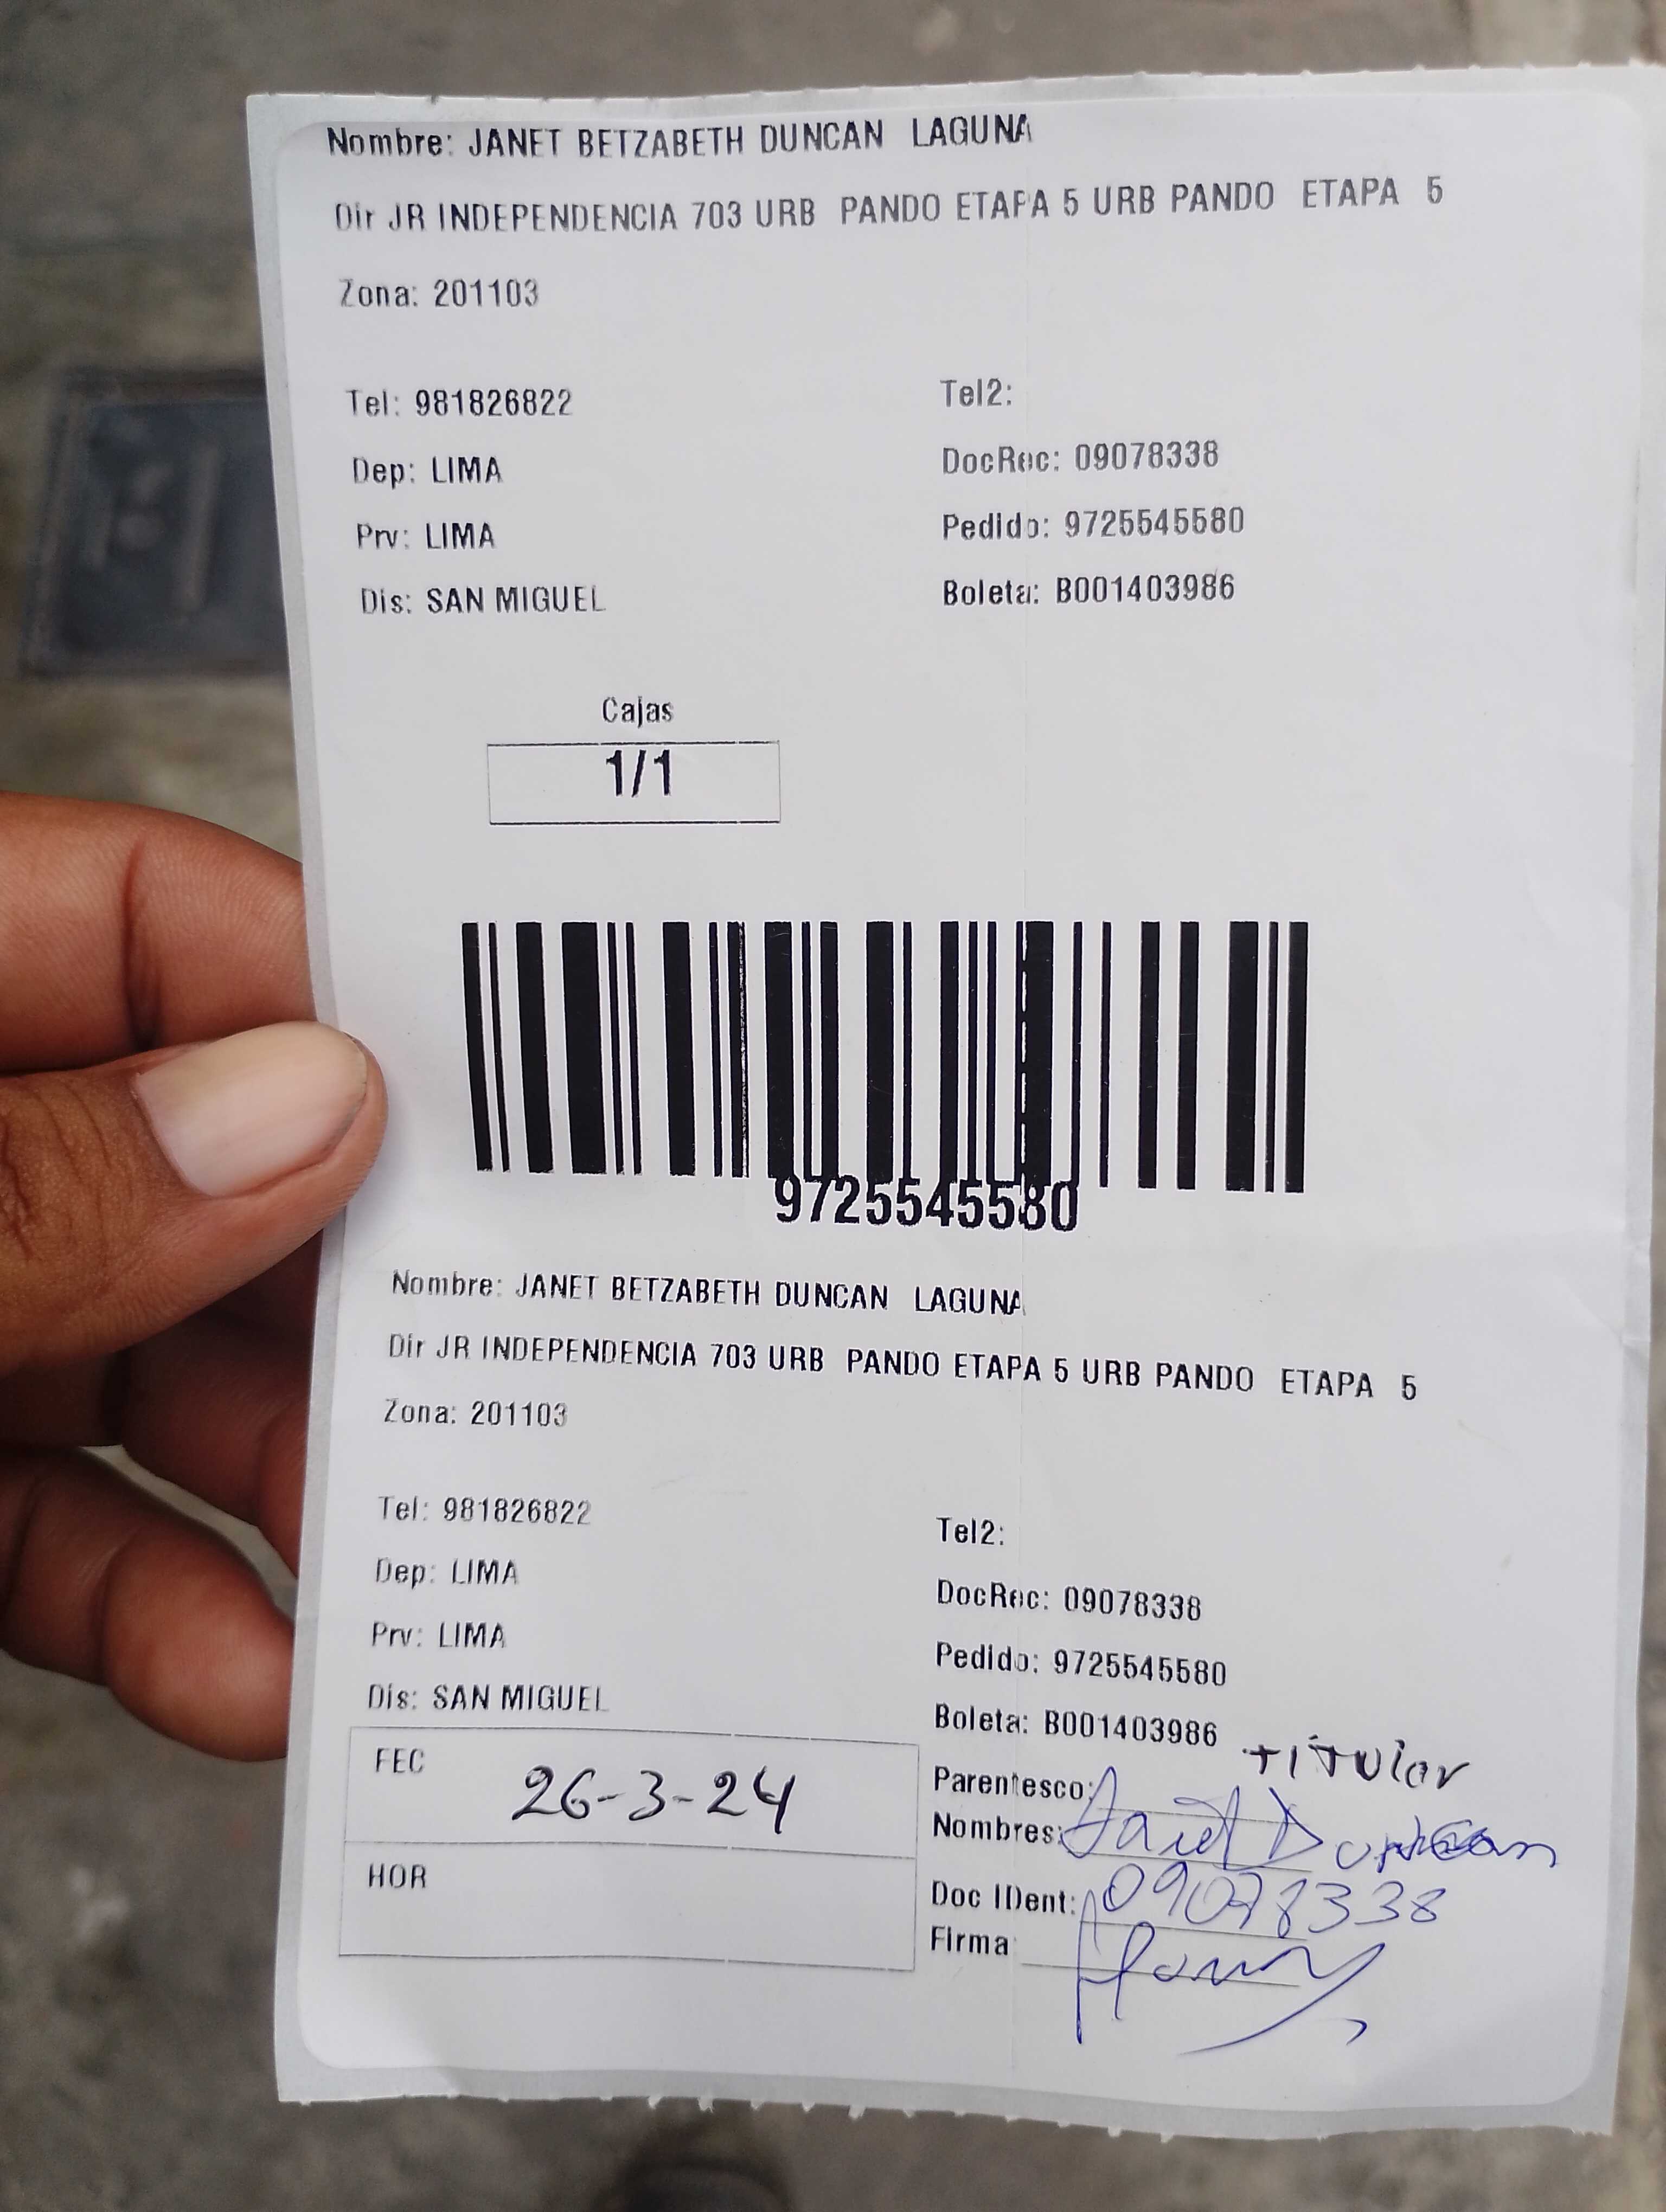 Nombre: JANET BETZABETH DUNCAN LAGUNA
Dir JR INDEPENDENCIA 703 URB PANDO ETAPA 5 URB PANDO ETAPA 5
Zona: 201103
Tel: 981826822 Tel2:
Dep: LIMA DocRec: 09078338
Prv: LIMA Pedido: 9725545580
Dis: SAN MIGUEL Boleta: B001403986
Cajas
1/1
9725545580
Nombre: JANET BETZABETH DUNCAN LAGUNA
Dir JR INDEPENDENCIA 703 URB PANDO ETAPA 5 URB PANDO ETAPA 5
Zona: 201103
Tel: 981826822 Tel2:
Dep: LIMA DocRec: 09078338
Prv: LIMA Pedido: 9725545580
Dis: SAN MIGUEL Boleta: B001403986
FEC 26-3-24 Parentesco: titular
Nombres: Janet Duncan
HOR Doc IDent: 09078338
Firma